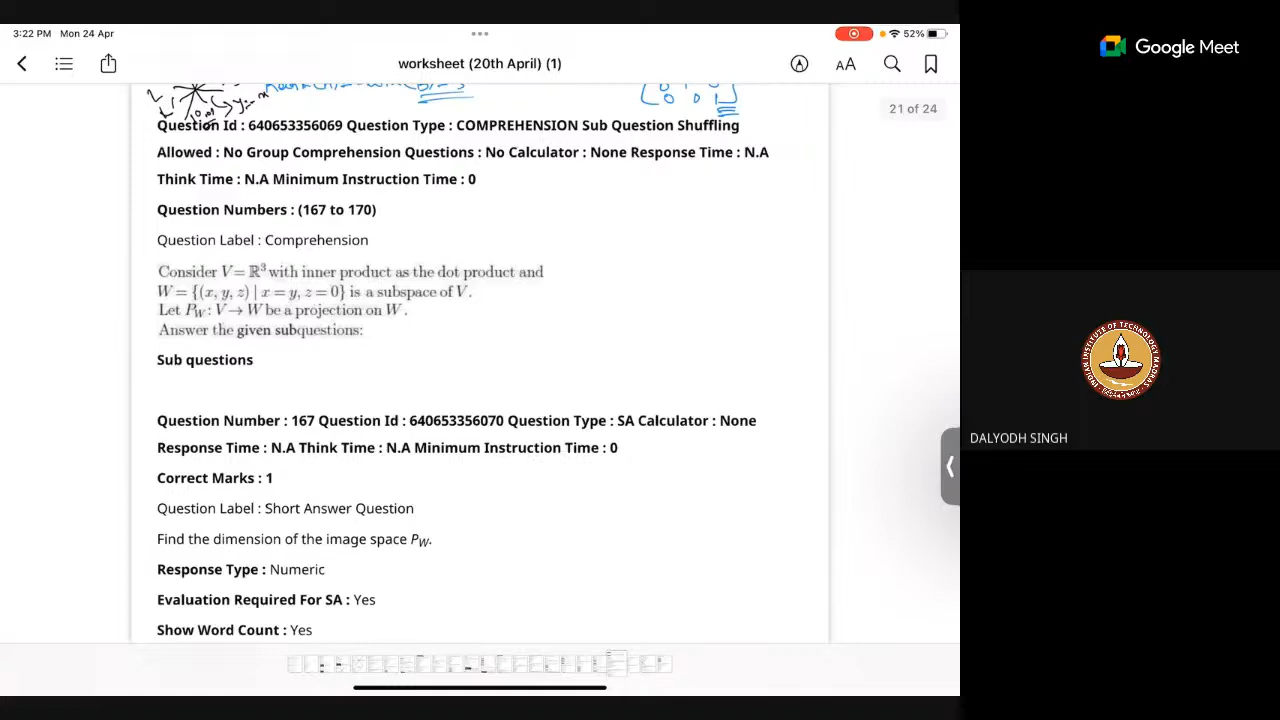 3:22 PM Mon 24 Apr
52%
worksheet (20th April) (1)
Google Meet
21 of 24
Question Id : 640653356069 Question Type : COMPREHENSION Sub Question Shuffling
Allowed : No Group Comprehension Questions : No Calculator : None Response Time : N.A
Think Time : N.A Minimum Instruction Time : 0
Question Numbers : (167 to 170)
Question Label : Comprehension
Consider V = ℝ³ with inner product as the dot product and
W = {(x, y, z) | x = y, z = 0} is a subspace of V.
Let P_W : V → W be a projection on W.
Answer the given subquestions:
Sub questions
Question Number : 167 Question Id : 640653356070 Question Type : SA Calculator : None
Response Time : N.A Think Time : N.A Minimum Instruction Time : 0
Correct Marks : 1
Question Label : Short Answer Question
Find the dimension of the image space P_W.
Response Type : Numeric
Evaluation Required For SA : Yes
Show Word Count : Yes
INDIAN INSTITUTE OF TECHNOLOGY MADRAS
DALYODH SINGH